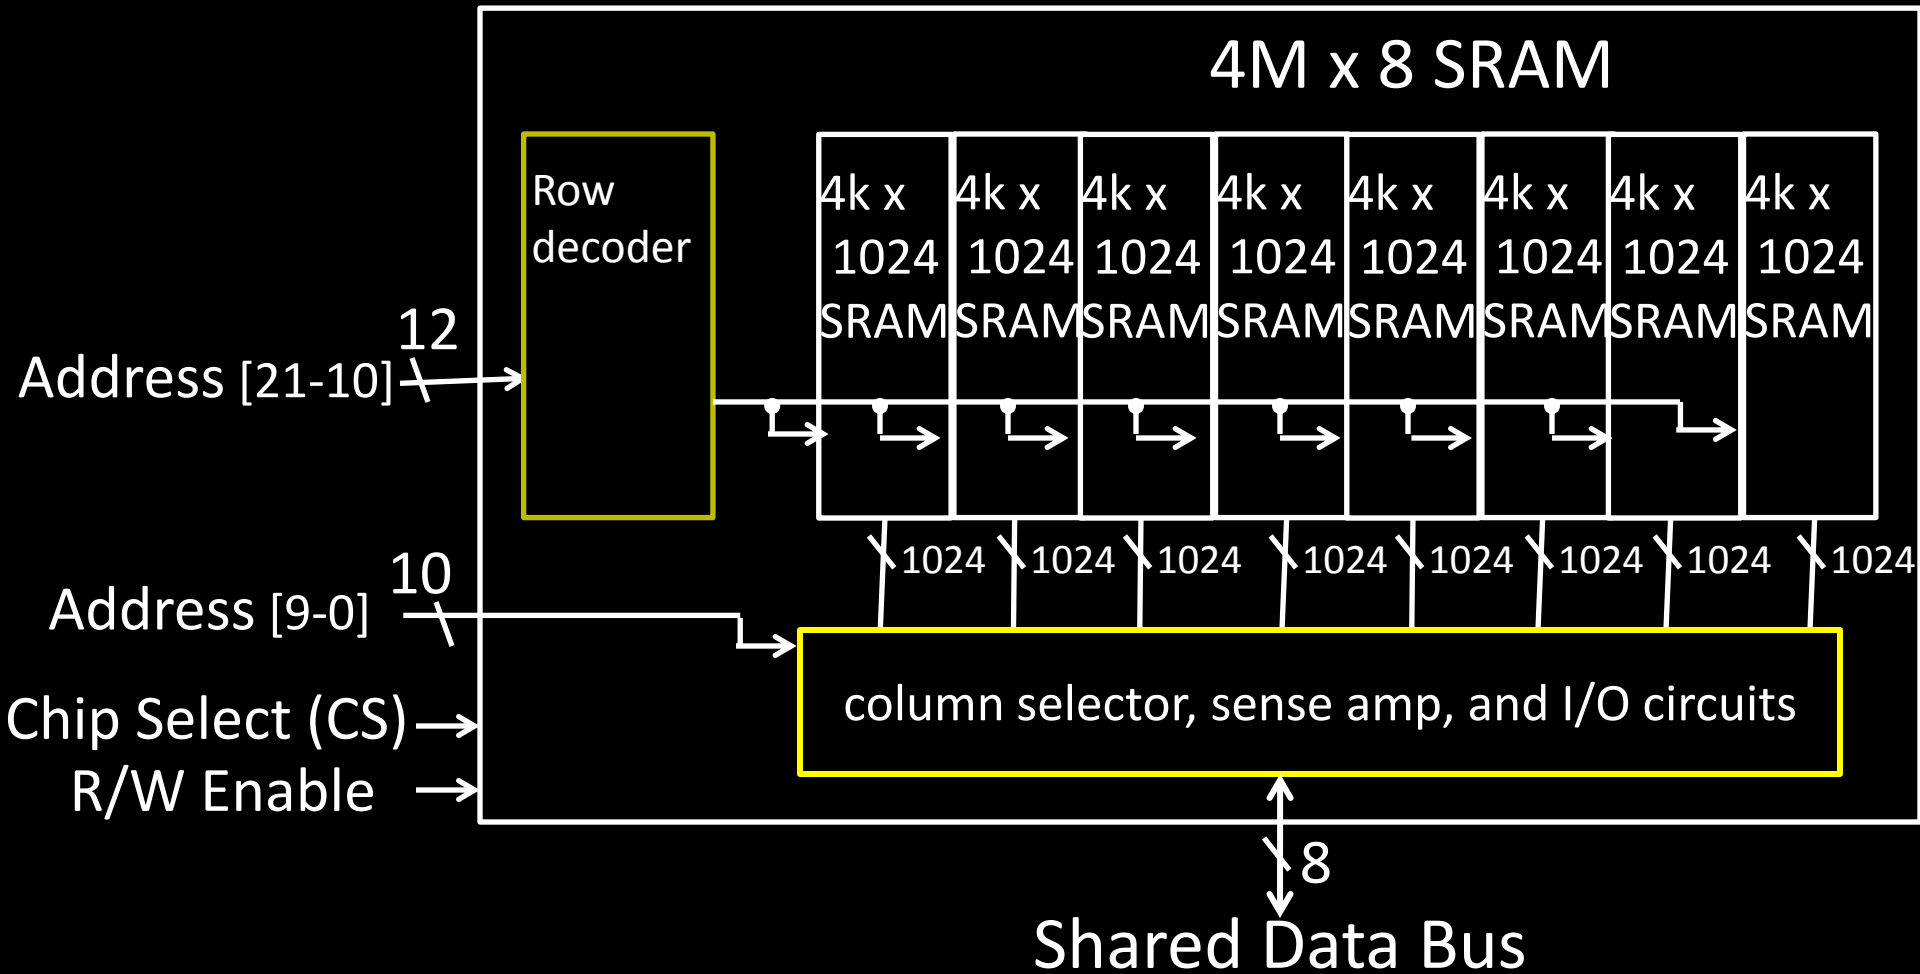 4M x 8 SRAM
Row
decoder
4k x
1024
SRAM
4k x
1024
SRAM
4k x
1024
SRAM
4k x
1024
SRAM
4k x
1024
SRAM
4k x
1024
SRAM
4k x
1024
SRAM
4k x
1024
SRAM
12
Address [21-10]
1024
1024
1024
1024
1024
1024
1024
1024
10
Address [9-0]
column selector, sense amp, and I/O circuits
Chip Select (CS)
R/W Enable
8
Shared Data Bus